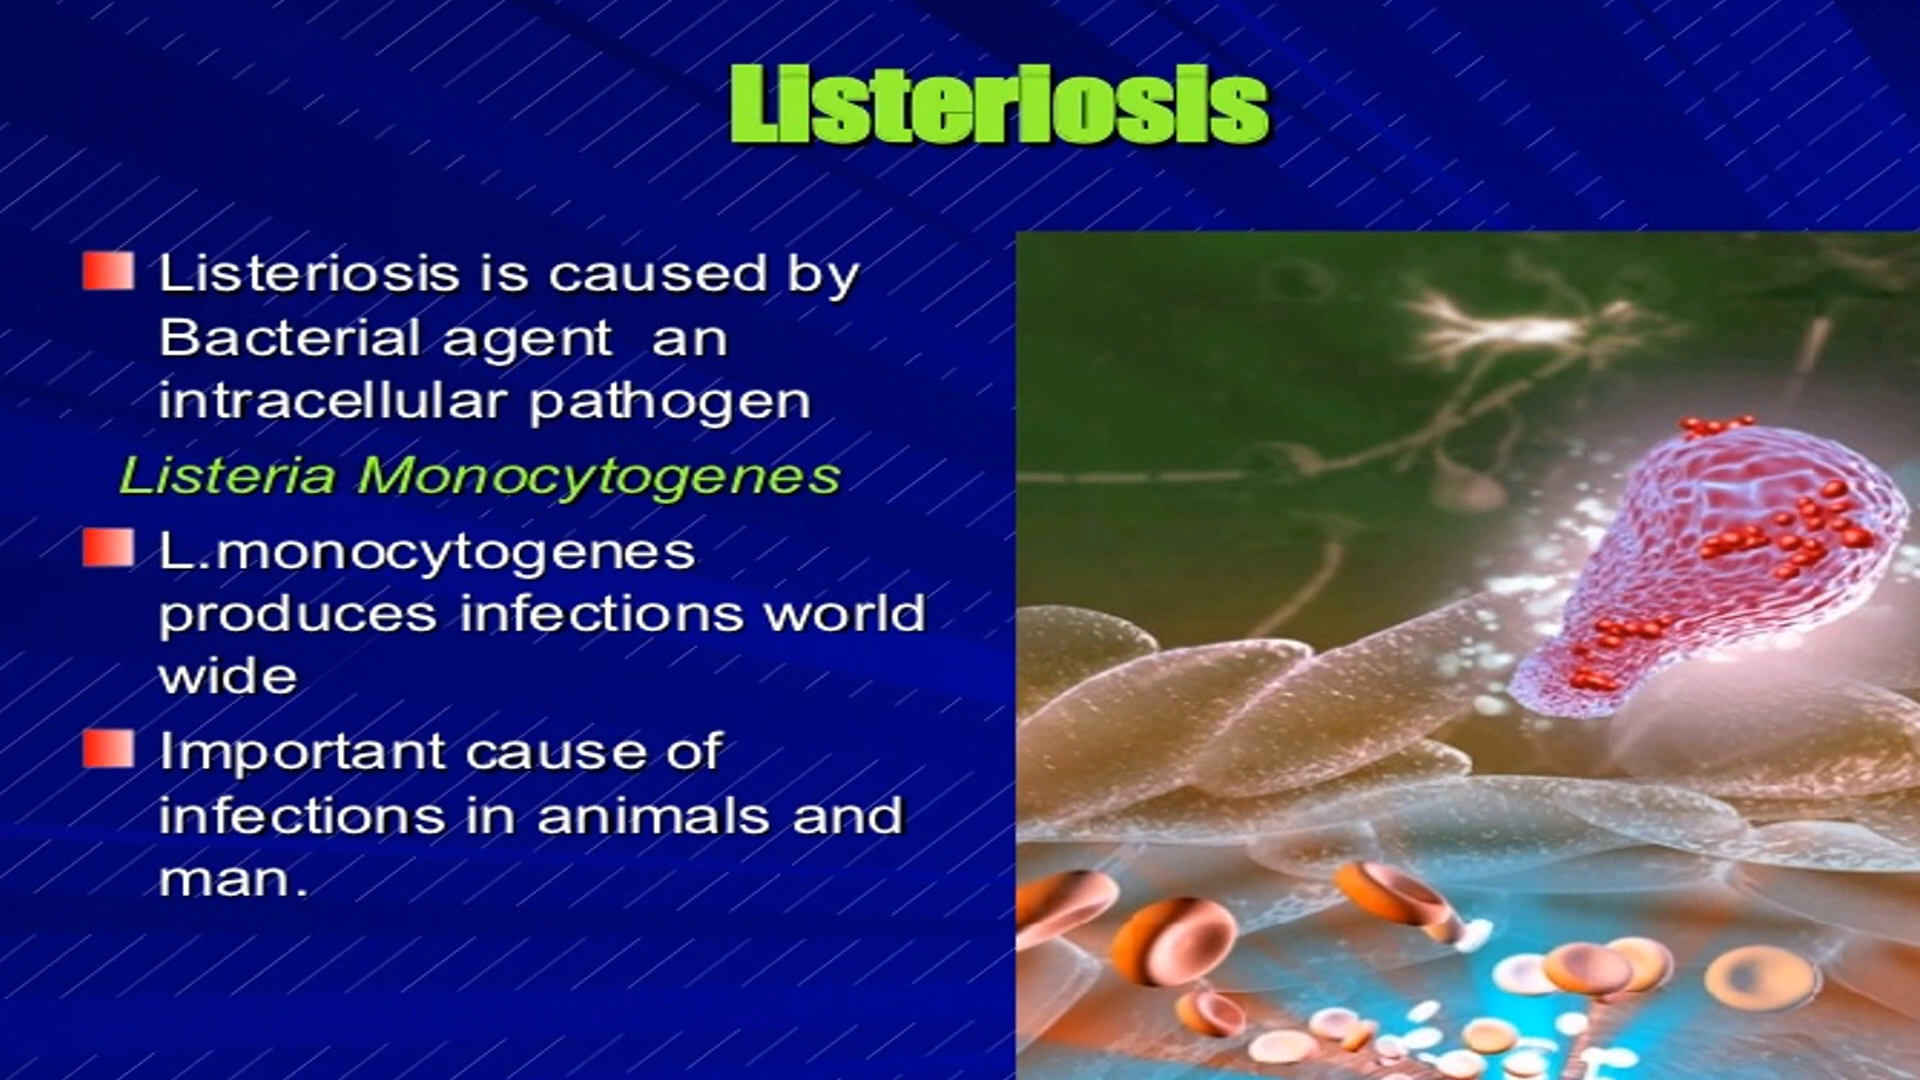 Listeriosis
Listeriosis is caused by
Bacterial agent an
intracellular pathogen
Listeria Monocytogenes
L.monocytogenes
produces infections world
wide
Important cause of
infections in animals and
man.